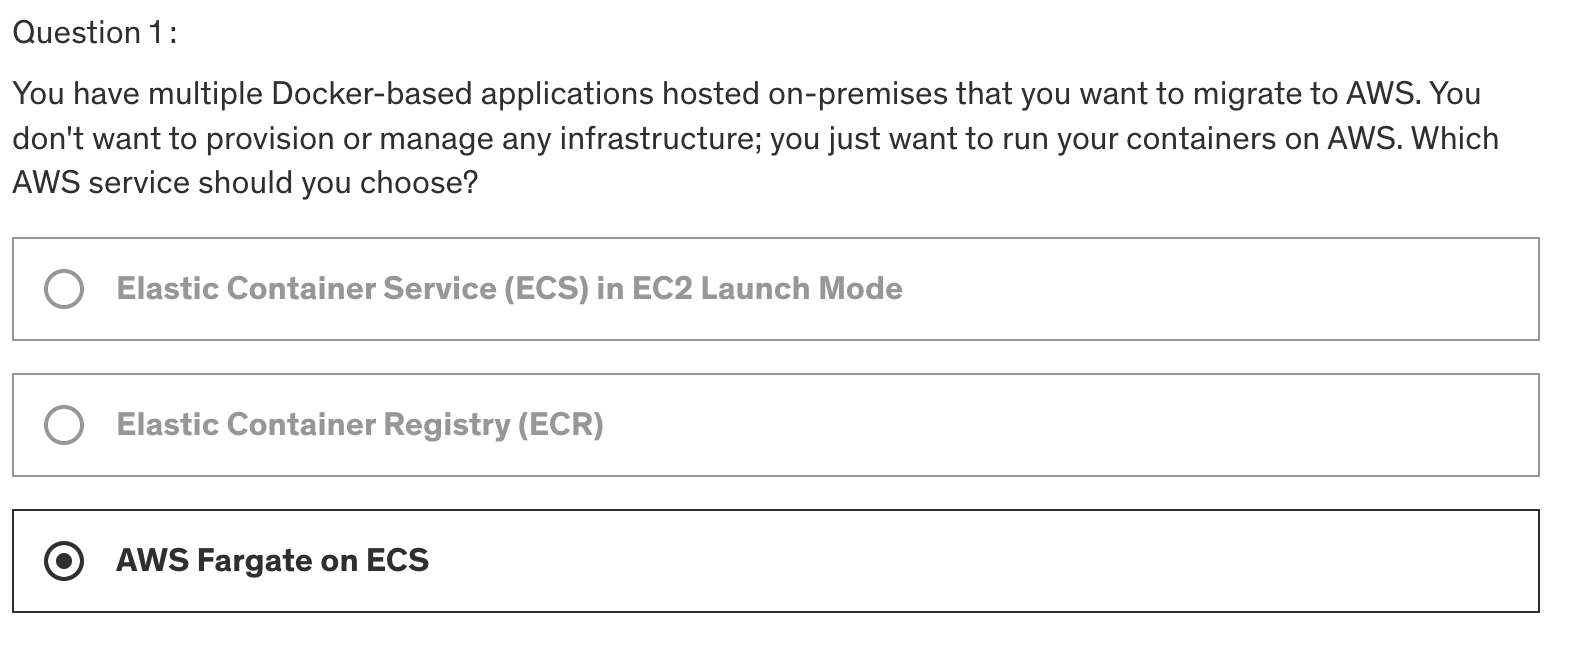 Question 1:
You have multiple Docker-based applications hosted on-premises that you want to migrate to AWS. You
don't want to provision or manage any infrastructure; you just want to run your containers on AWS. Which
AWS service should you choose?
Elastic Container Service (ECS) in EC2 Launch Mode
Elastic Container Registry (ECR)
AWS Fargate on ECS